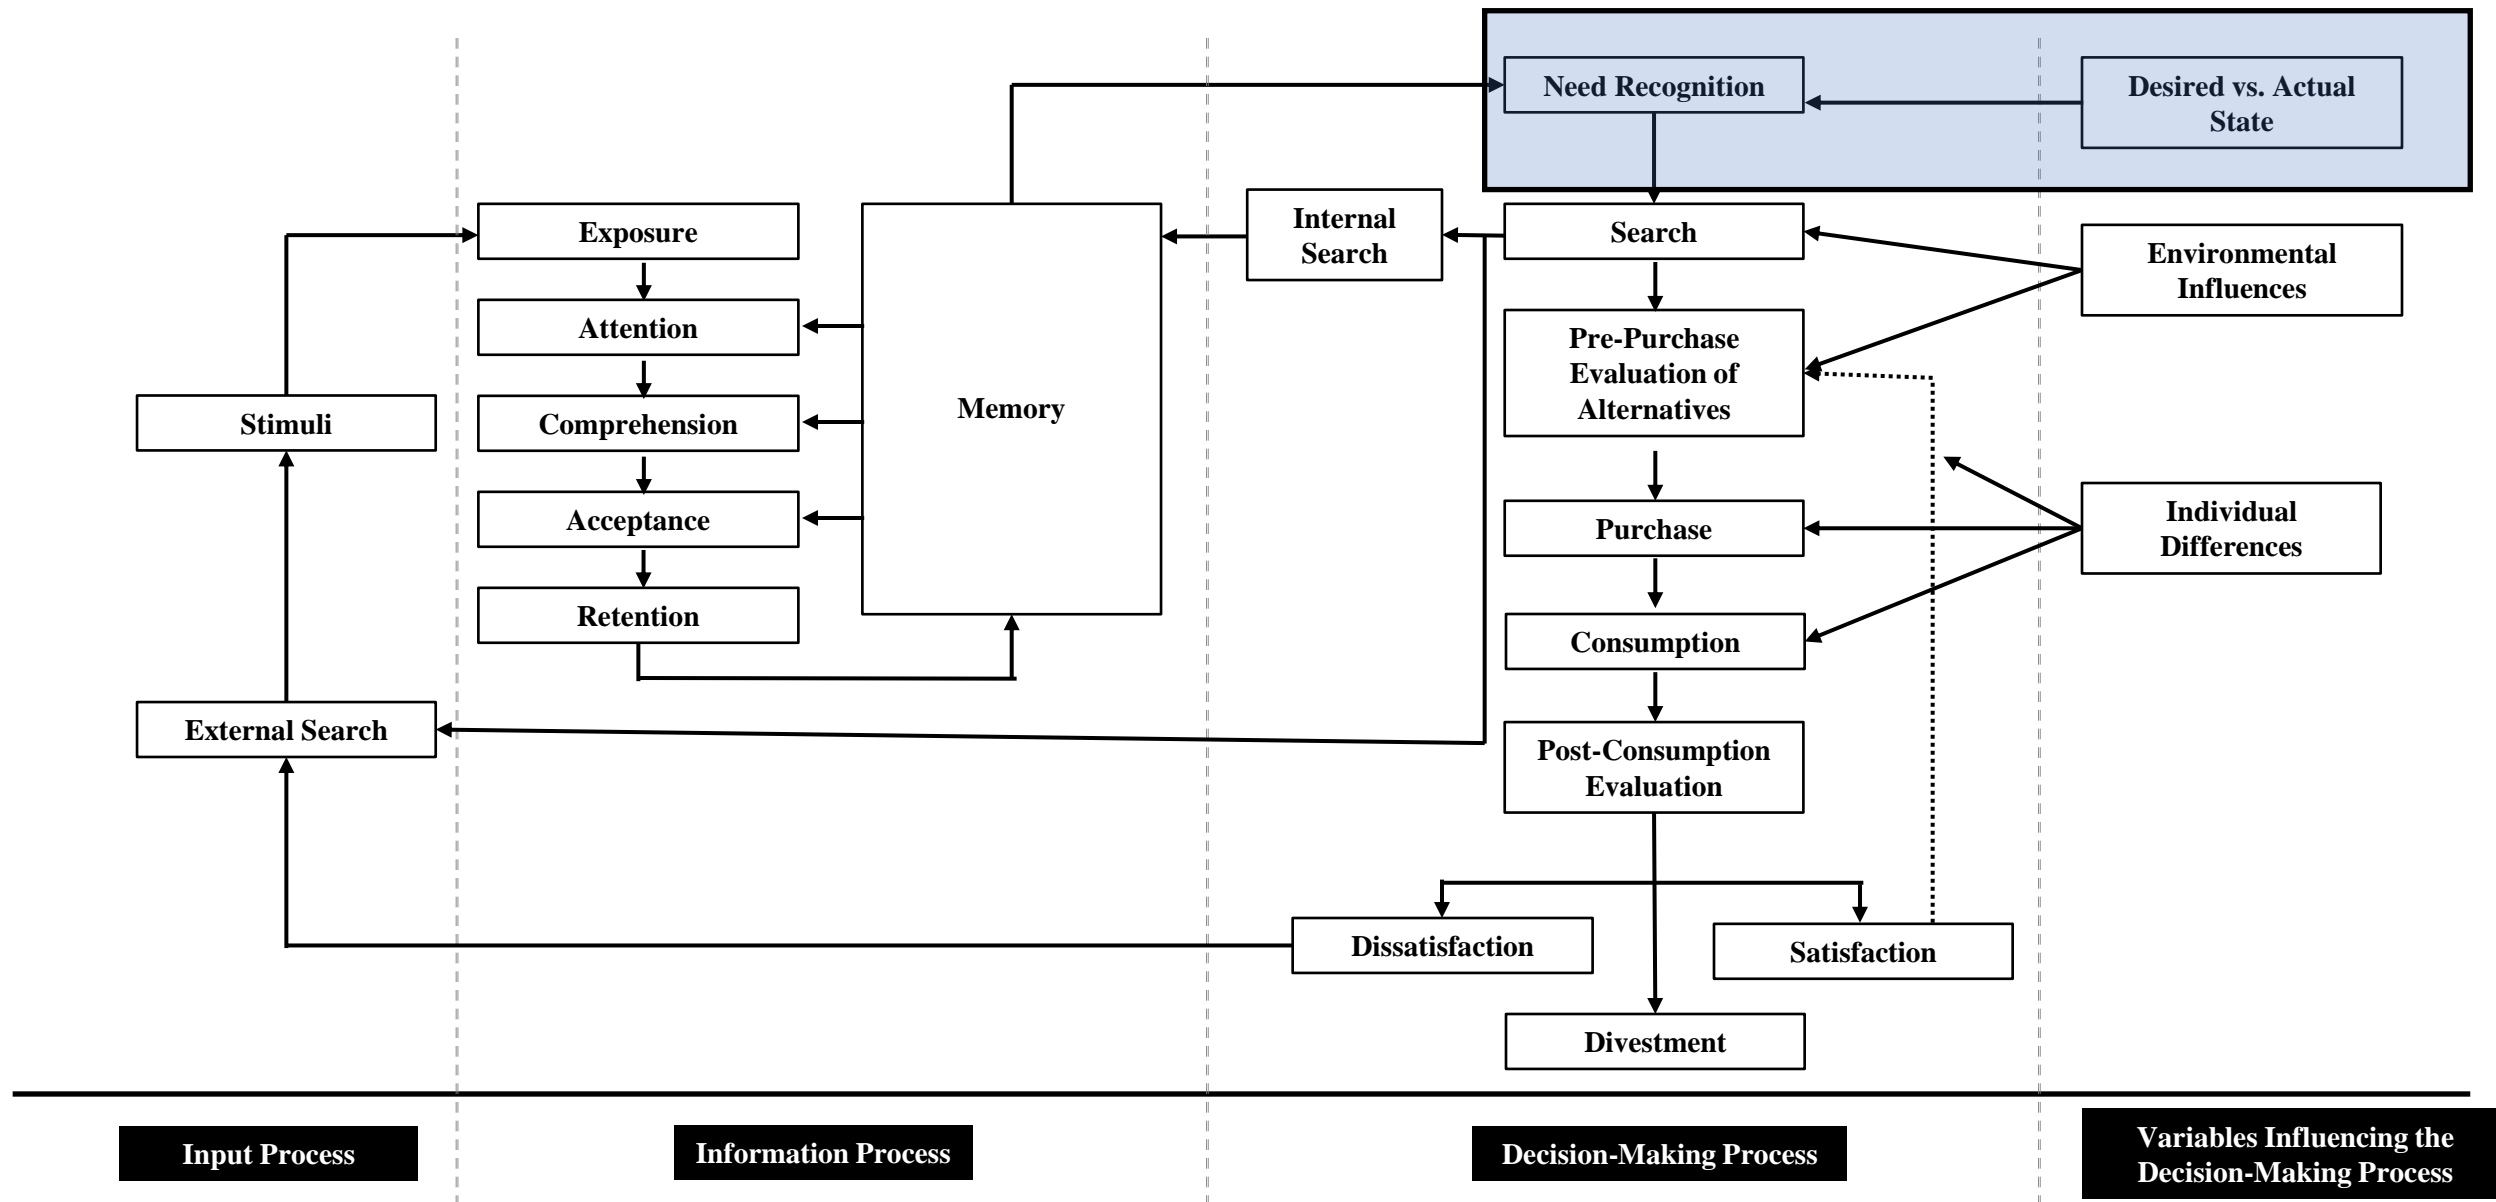 Need Recognition
Desired vs. Actual
State
Exposure
Internal
Search
Search
Environmental
Influences
Attention
Pre-Purchase
Evaluation of
Alternatives
Memory
Stimuli
Comprehension
Acceptance
Purchase
Individual
Differences
Retention
Consumption
External Search
Post-Consumption
Evaluation
Dissatisfaction
Satisfaction
Divestment
Input Process
Information Process
Decision-Making Process
Variables Influencing the
Decision-Making Process